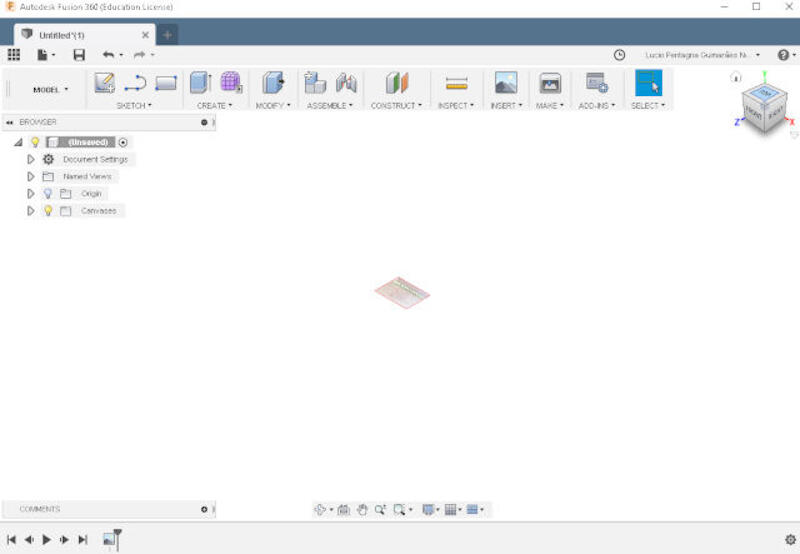 Autodesk Fusion 360 (Education License)
Untitled*(1)
Lucio Pentagna Guimarães N...
MODEL
SKETCH
CREATE
MODIFY
ASSEMBLE
CONSTRUCT
INSPECT
INSERT
MAKE
ADD-INS
SELECT
TOP
FRONT
RIGHT
Y
Z
X
BROWSER
(Unsaved)
Document Settings
Named Views
Origin
Canvases
COMMENTS